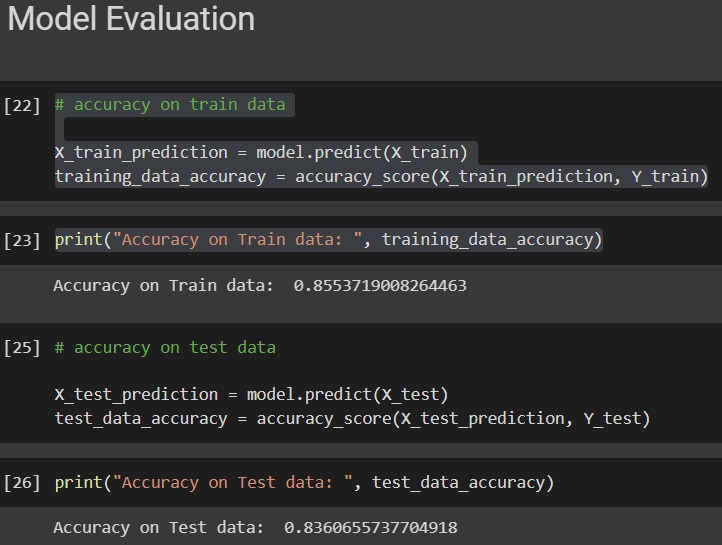 Model Evaluation
[22] # accuracy on train data
X_train_prediction = model.predict(X_train)
training_data_accuracy = accuracy_score(X_train_prediction, Y_train)
[23] print("Accuracy on Train data: ", training_data_accuracy)
Accuracy on Train data:  0.8553719008264463
[25] # accuracy on test data
X_test_prediction = model.predict(X_test)
test_data_accuracy = accuracy_score(X_test_prediction, Y_test)
[26] print("Accuracy on Test data: ", test_data_accuracy)
Accuracy on Test data:  0.8360655737704918